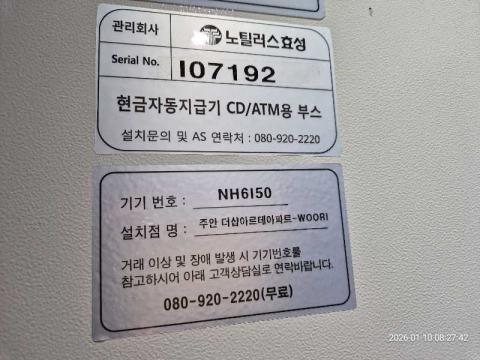 관리회사 노틸러스효성
Serial No. I07192
현금자동지급기 CD/ATM용 부스
설치문의 및 AS 연락처 : 080-920-2220
기기 번호 : NH6I50
설치점 명 : 주안 더샵아르테아파트-WOORI
거래 이상 및 장애 발생 시 기기번호를
참고하시어 아래 고객상담실로 연락바랍니다.
080-920-2220(무료)
2026-01-10 08:27:42